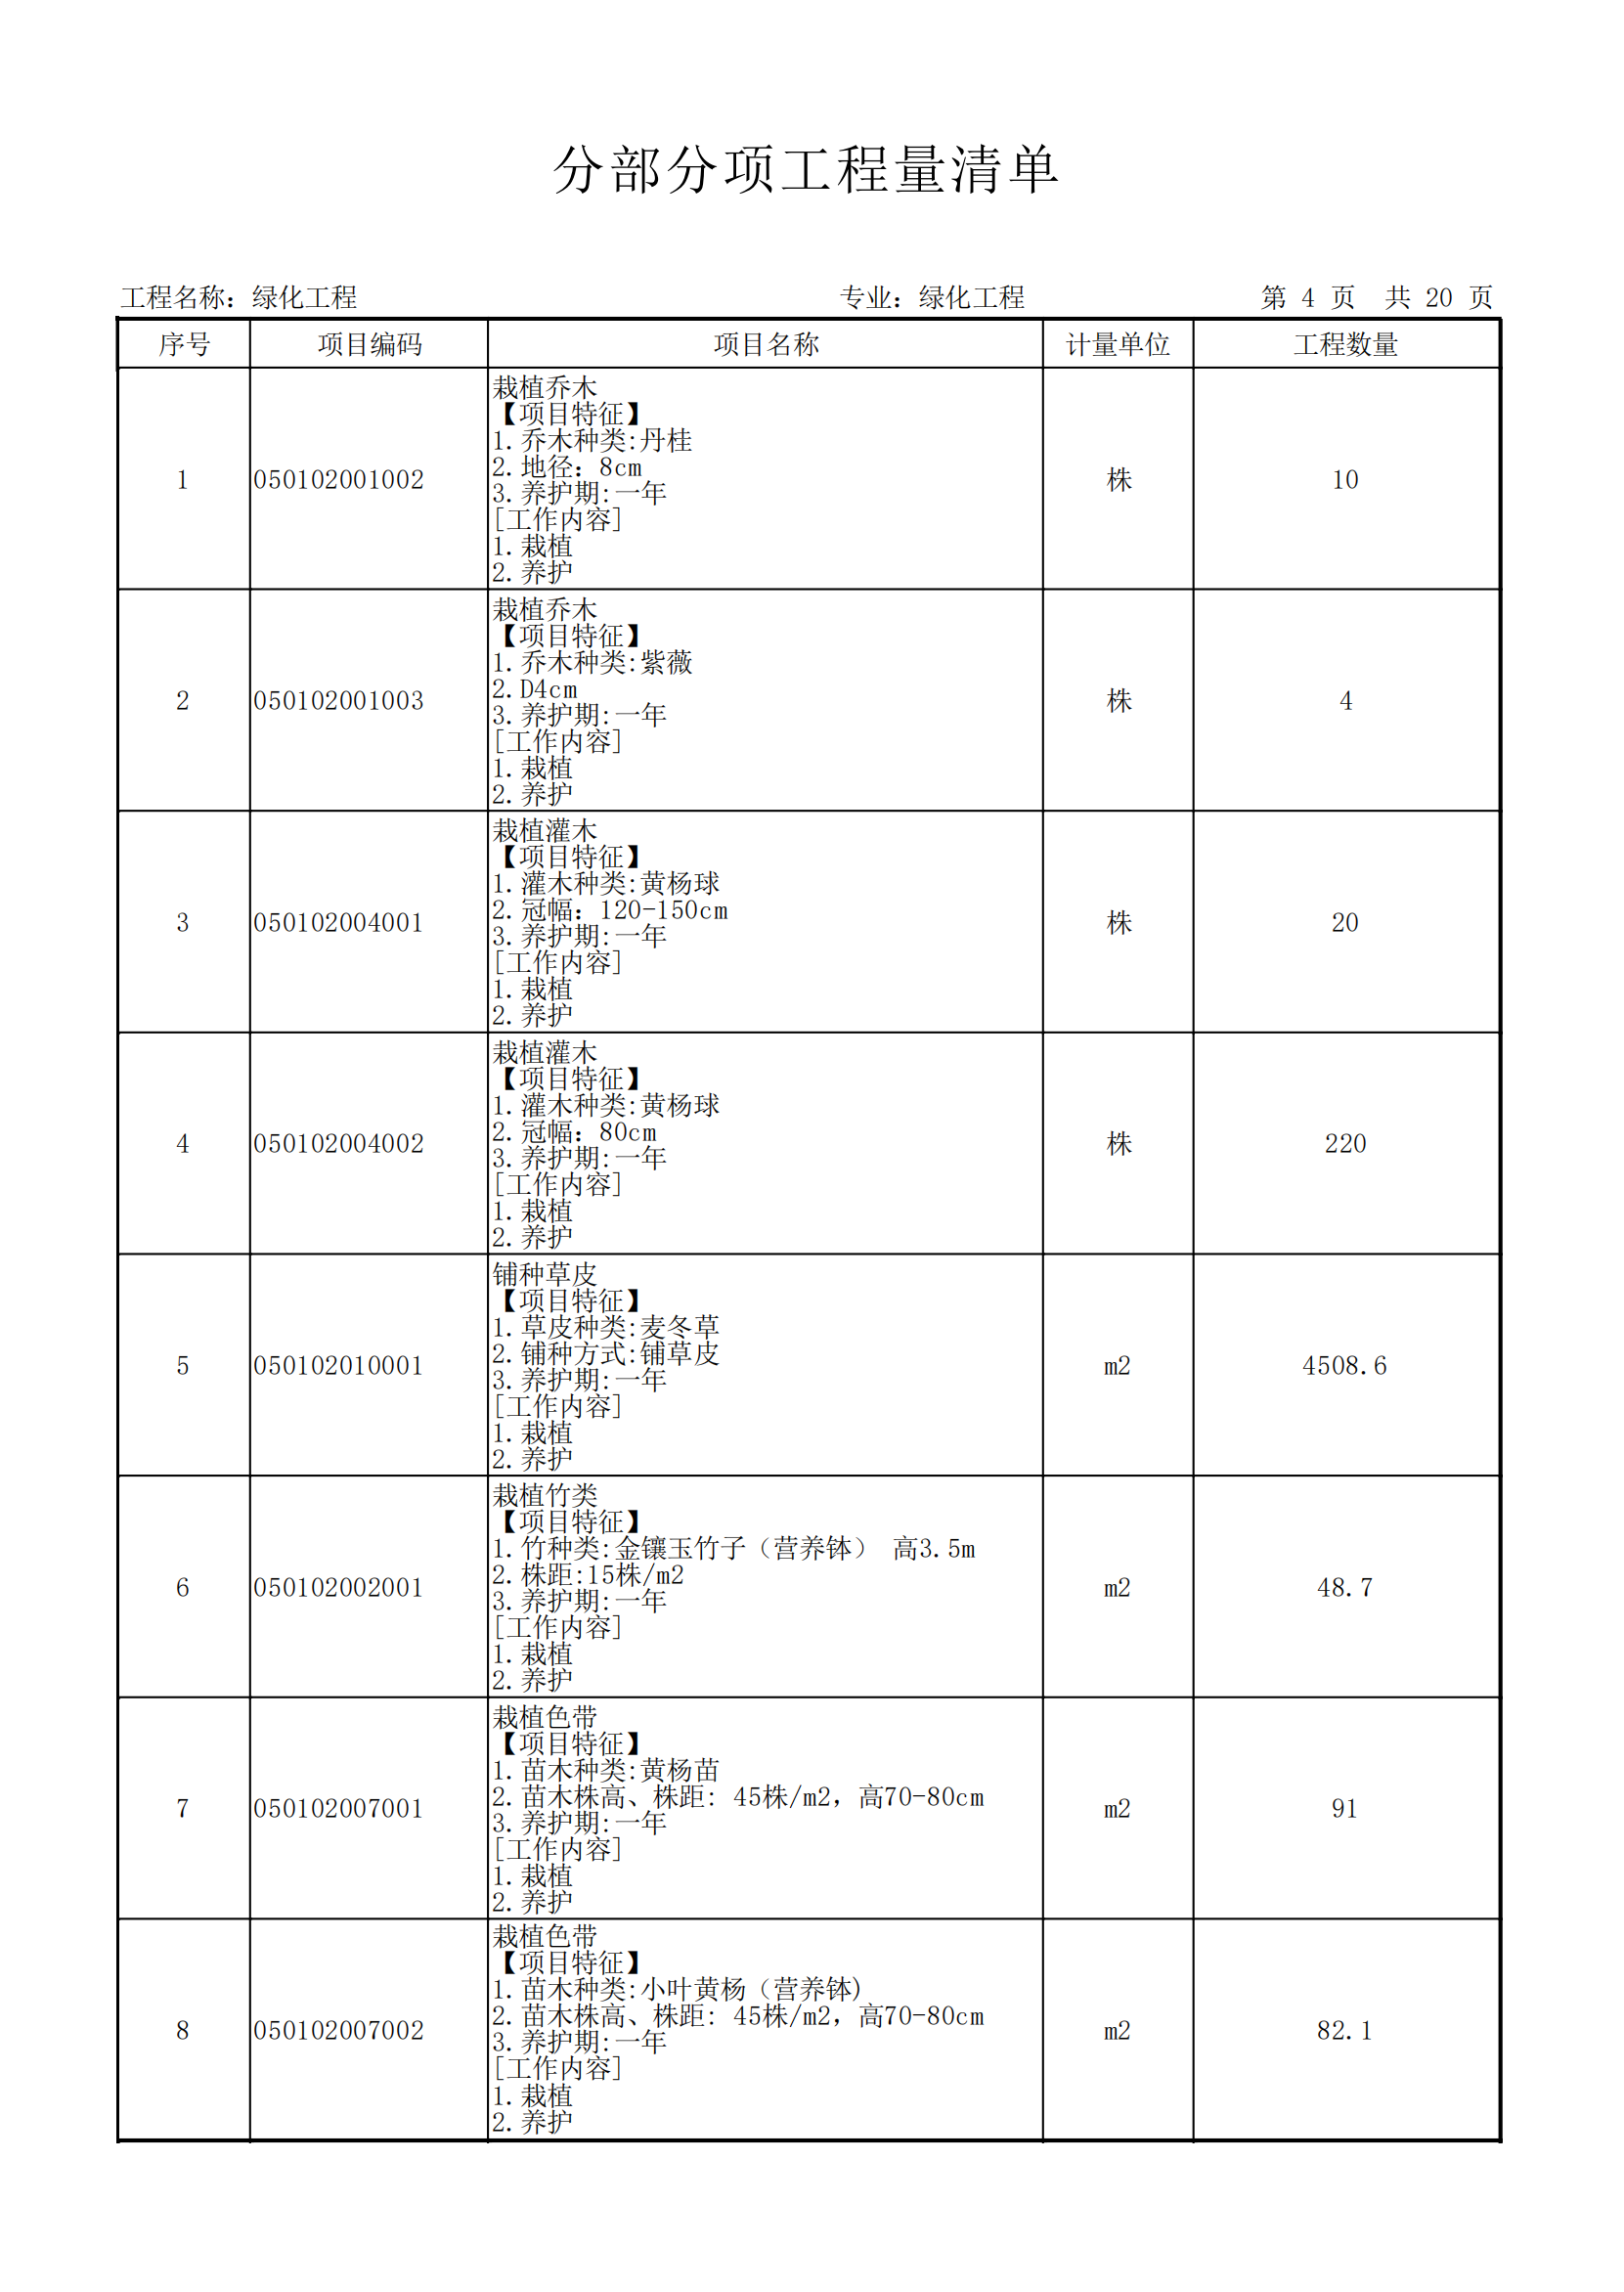 分部分项工程量清单
工程名称：绿化工程 专业：绿化工程 第 4 页 共 20 页
序号 项目编码 项目名称 计量单位 工程数量
1 050102001002 栽植乔木
【项目特征】
1.乔木种类:丹桂
2.地径：8cm
3.养护期:一年
[工作内容]
1.栽植
2.养护
株 10
2 050102001003 栽植乔木
【项目特征】
1.乔木种类:紫薇
2.D4cm
3.养护期:一年
[工作内容]
1.栽植
2.养护
株 4
3 050102004001 栽植灌木
【项目特征】
1.灌木种类:黄杨球
2.冠幅：120-150cm
3.养护期:一年
[工作内容]
1.栽植
2.养护
株 20
4 050102004002 栽植灌木
【项目特征】
1.灌木种类:黄杨球
2.冠幅：80cm
3.养护期:一年
[工作内容]
1.栽植
2.养护
株 220
5 050102010001 铺种草皮
【项目特征】
1.草皮种类:麦冬草
2.铺种方式:铺草皮
3.养护期:一年
[工作内容]
1.栽植
2.养护
m2 4508.6
6 050102002001 栽植竹类
【项目特征】
1.竹种类:金镶玉竹子（营养钵） 高3.5m
2.株距:15株/m2
3.养护期:一年
[工作内容]
1.栽植
2.养护
m2 48.7
7 050102007001 栽植色带
【项目特征】
1.苗木种类:黄杨苗
2.苗木株高、株距: 45株/m2，高70-80cm
3.养护期:一年
[工作内容]
1.栽植
2.养护
m2 91
8 050102007002 栽植色带
【项目特征】
1.苗木种类:小叶黄杨（营养钵)
2.苗木株高、株距: 45株/m2，高70-80cm
3.养护期:一年
[工作内容]
1.栽植
2.养护
m2 82.1